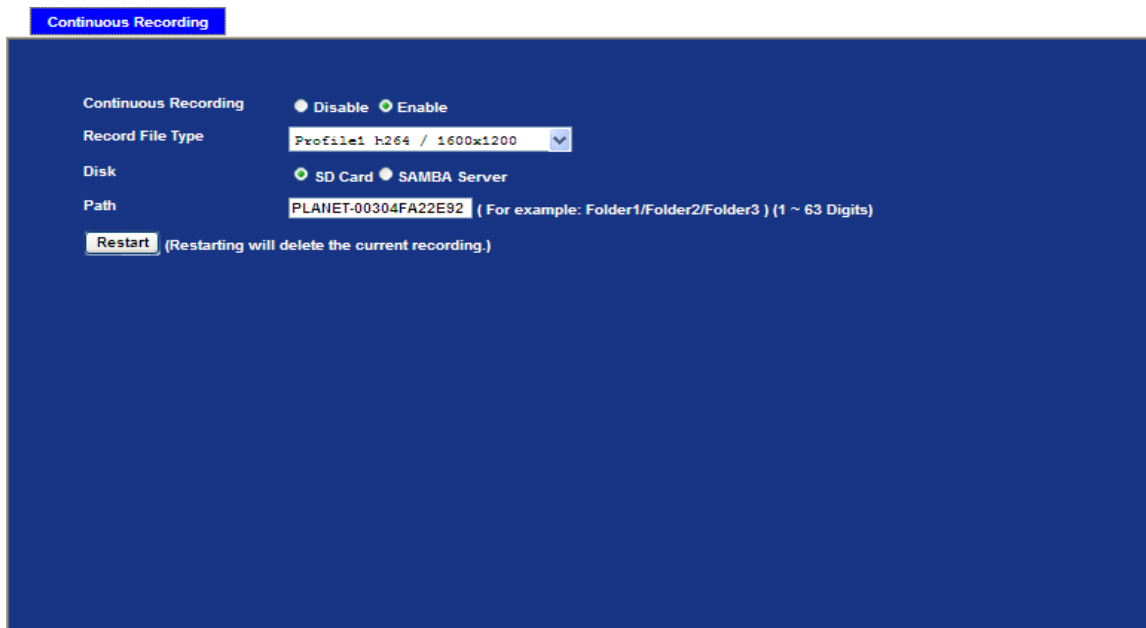 Continuous Recording
Continuous Recording Disable Enable
Record File Type Profile1 h264 / 1600x1200
Disk SD Card SAMBA Server
Path PLANET-00304FA22E92 ( For example: Folder1/Folder2/Folder3 ) (1 ~ 63 Digits)
Restart (Restarting will delete the current recording.)